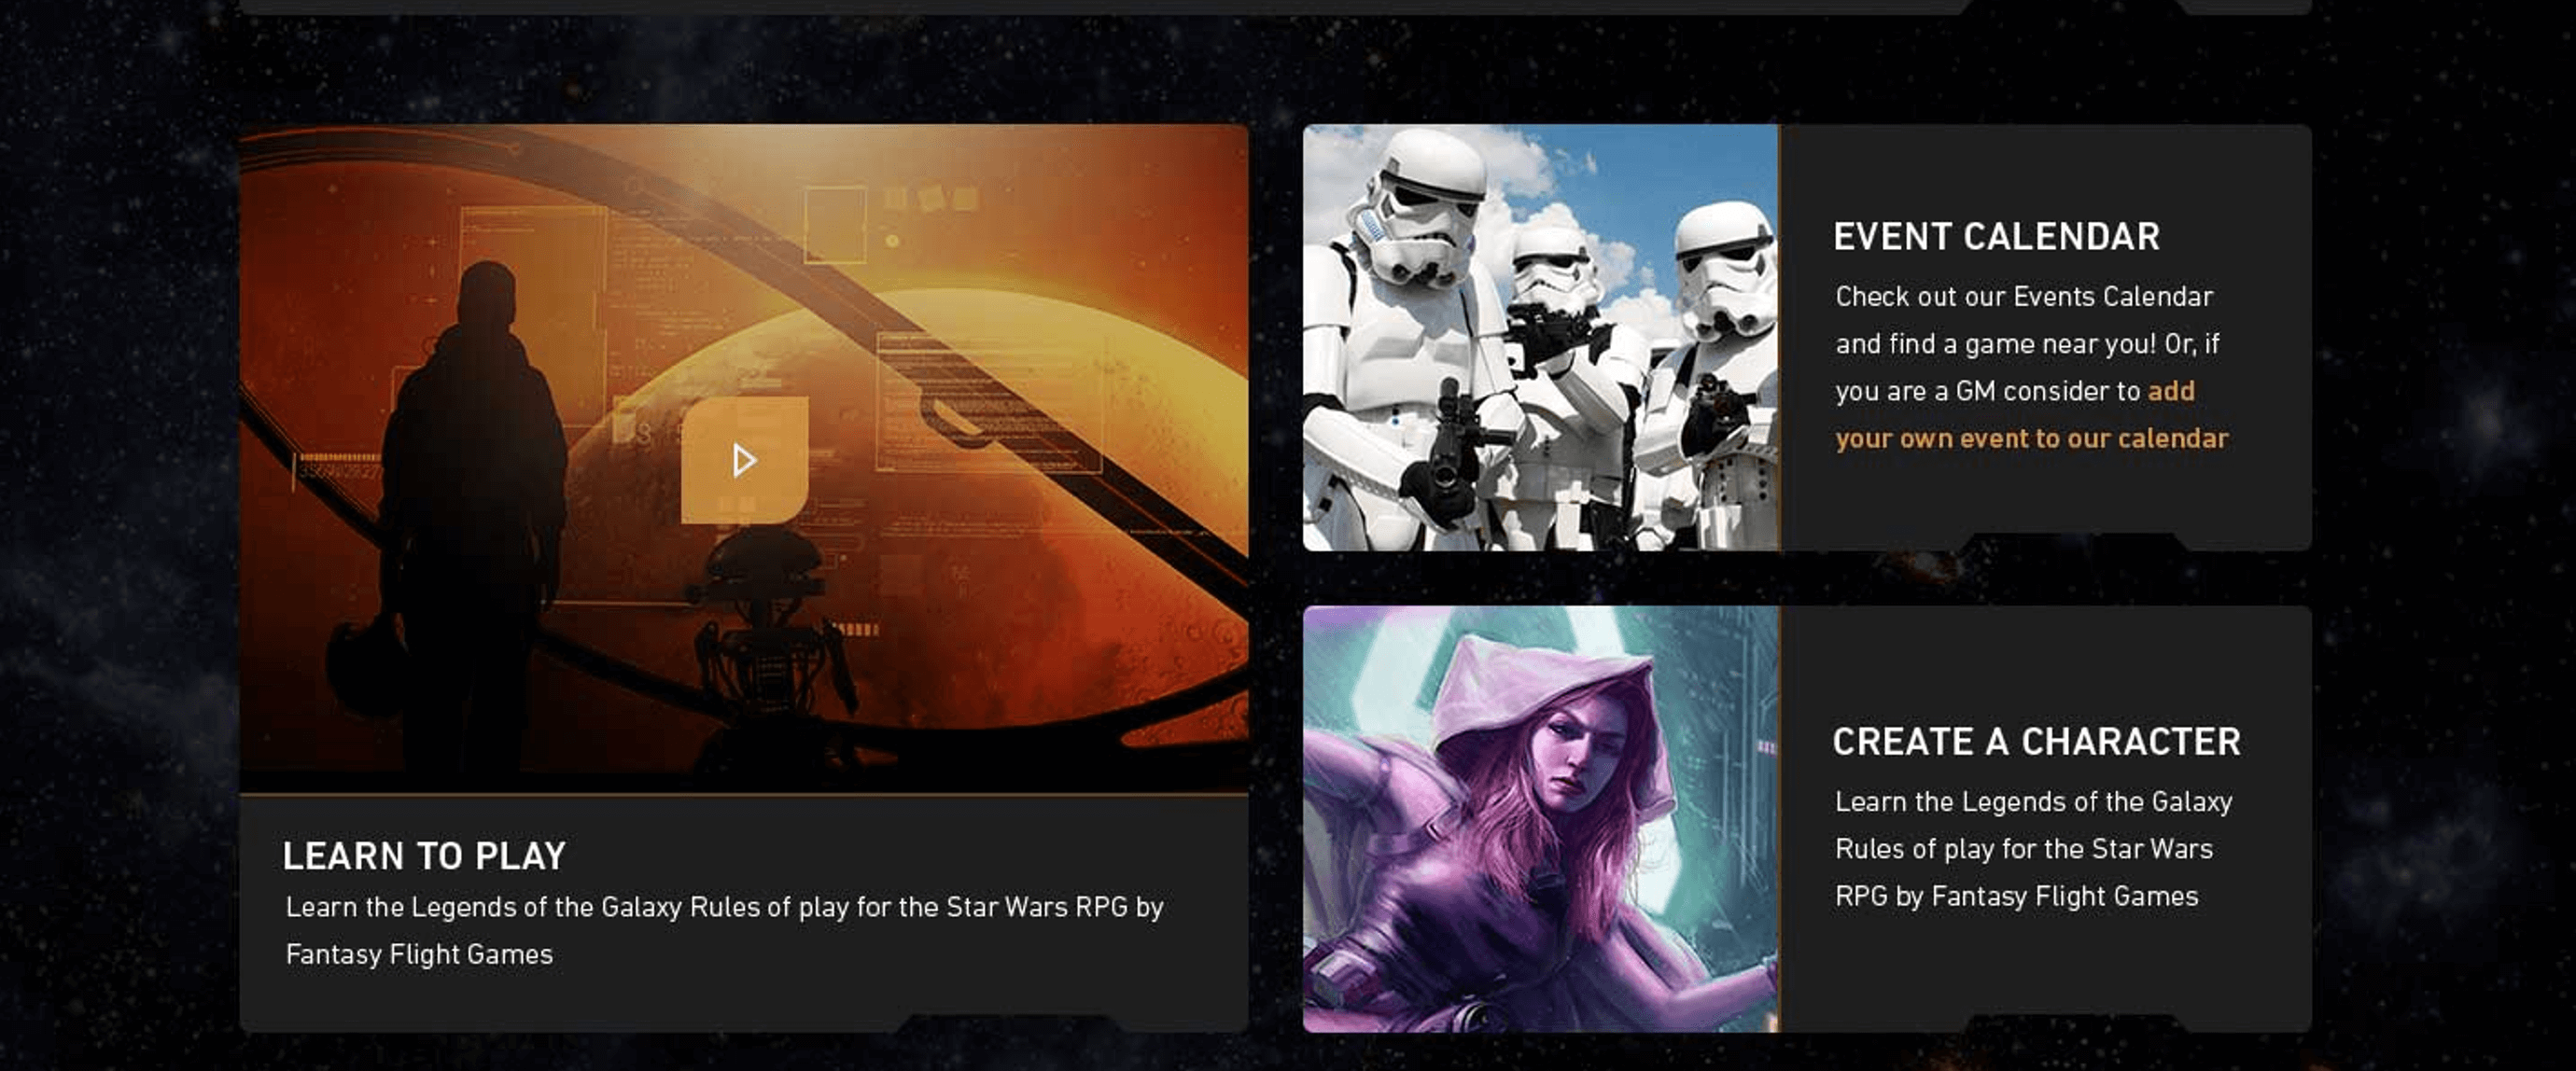 LEARN TO PLAY
Learn the Legends of the Galaxy Rules of play for the Star Wars RPG by
Fantasy Flight Games
EVENT CALENDAR
Check out our Events Calendar
and find a game near you! Or, if
you are a GM consider to add
your own event to our calendar
CREATE A CHARACTER
Learn the Legends of the Galaxy
Rules of play for the Star Wars
RPG by Fantasy Flight Games